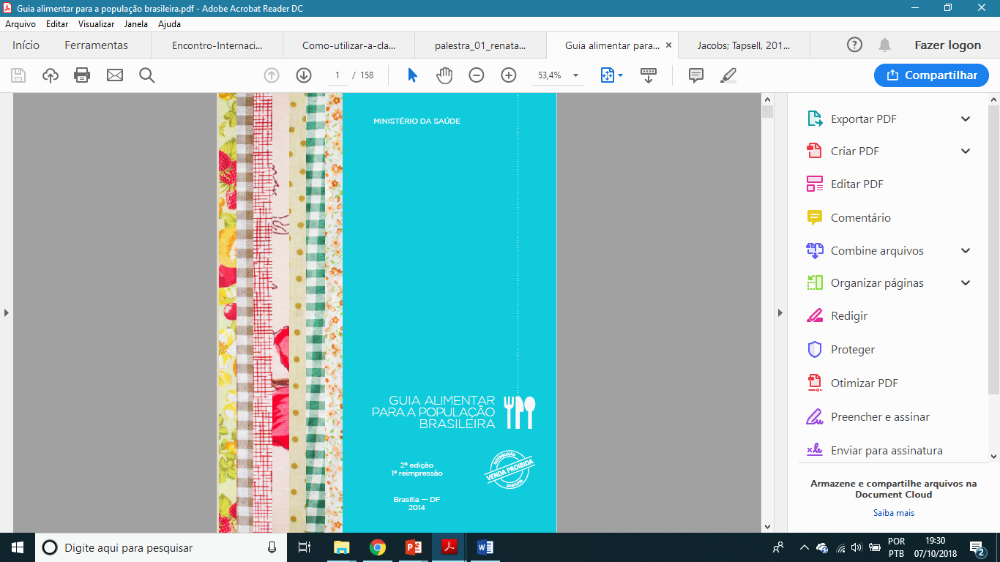 Guia alimentar para a população brasileira.pdf - Adobe Acrobat Reader DC
Arquivo Editar Visualizar Janela Ajuda
Início Ferramentas Encontro-Internaci... Como-utilizar-a-cla... palestra_01_renata... Guia alimentar para... Jacobs; Tapsell, 201... Fazer logon
1 / 158 53,4% Compartilhar
MINISTÉRIO DA SAÚDE
GUIA ALIMENTAR
PARA A POPULAÇÃO
BRASILEIRA
2ª edição
1ª reimpressão
DISTRIBUIÇÃO
VENDA PROIBIDA
GRATUITA
Brasília — DF
2014
Exportar PDF
Criar PDF
Editar PDF
Comentário
Combine arquivos
Organizar páginas
Redigir
Proteger
Otimizar PDF
Preencher e assinar
Enviar para assinatura
Armazene e compartilhe arquivos na
Document Cloud
Saiba mais
Digite aqui para pesquisar
POR
PTB
19:30
07/10/2018
2